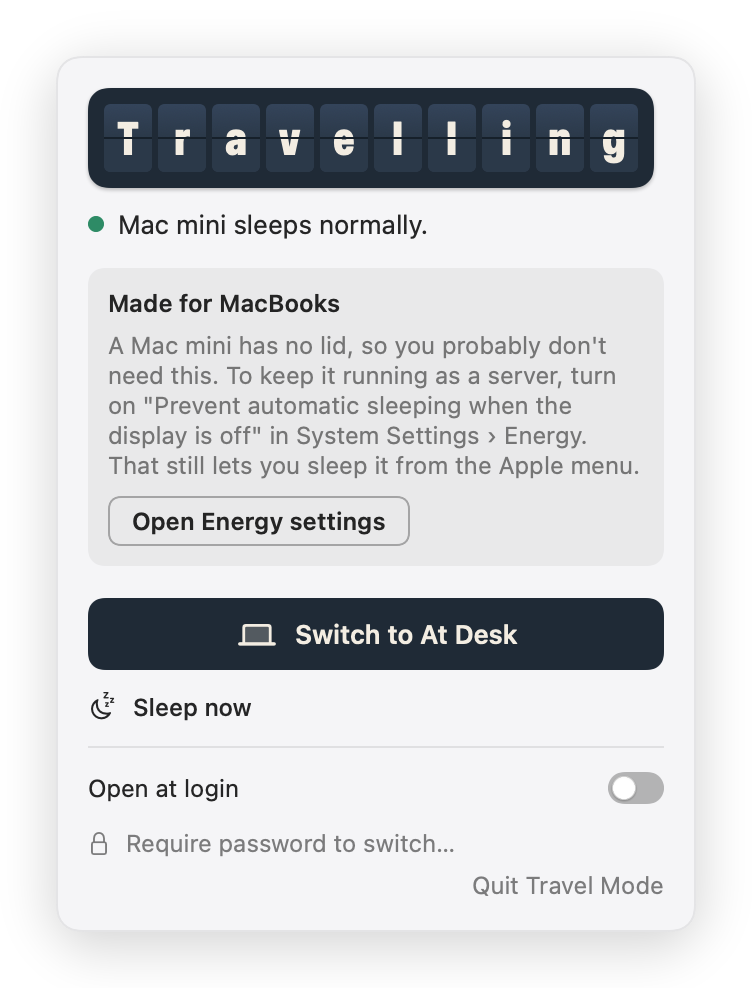 Travelling
Mac mini sleeps normally.
Made for MacBooks
A Mac mini has no lid, so you probably don't
need this. To keep it running as a server, turn
on "Prevent automatic sleeping when the
display is off" in System Settings › Energy.
That still lets you sleep it from the Apple menu.
Open Energy settings
Switch to At Desk
Sleep now
Open at login
Require password to switch...
Quit Travel Mode